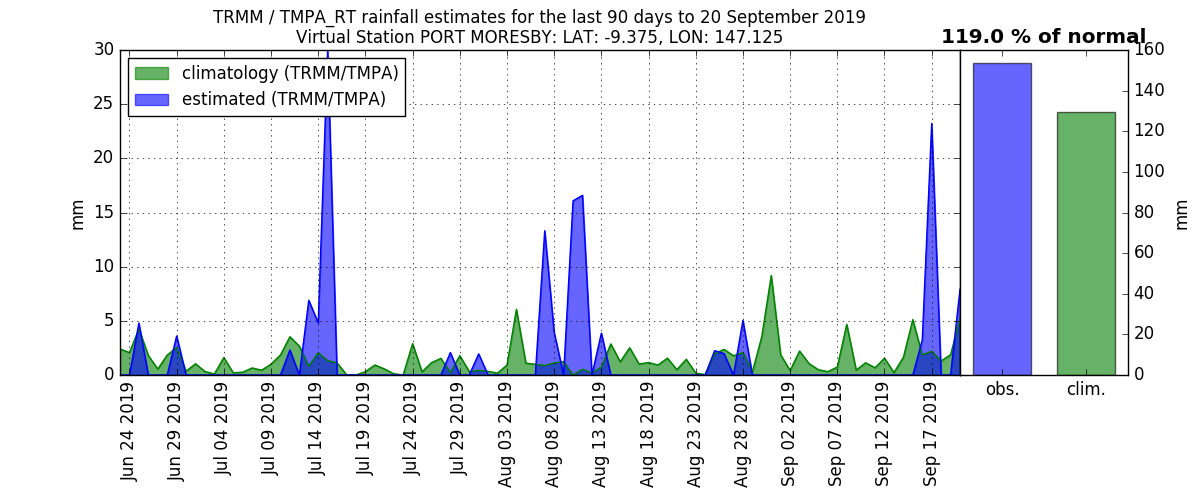 TRMM / TMPA_RT rainfall estimates for the last 90 days to 20 September 2019
Virtual Station PORT MORESBY: LAT: -9.375, LON: 147.125
119.0 % of normal
climatology (TRMM/TMPA)
estimated (TRMM/TMPA)
30
25
20
15
10
5
0
mm
Jun 24 2019
Jun 29 2019
Jul 04 2019
Jul 09 2019
Jul 14 2019
Jul 19 2019
Jul 24 2019
Jul 29 2019
Aug 03 2019
Aug 08 2019
Aug 13 2019
Aug 18 2019
Aug 23 2019
Aug 28 2019
Sep 02 2019
Sep 07 2019
Sep 12 2019
Sep 17 2019
obs.
clim.
160
140
120
100
80
60
40
20
0
mm